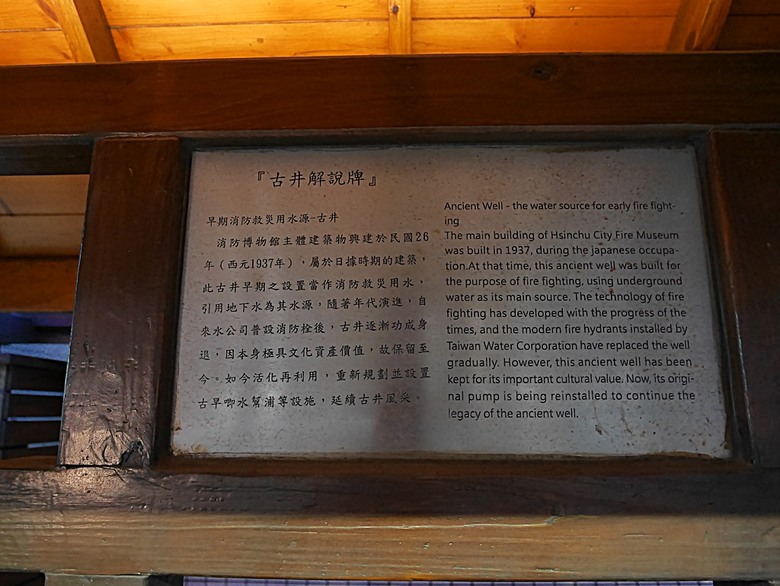 『古井解說牌』
早期消防救災用水源-古井
消防博物館主體建築物興建於民國26
年（西元1937年），屬於日據時期的建築，
此古井早期之設置當作消防救災用水，
引用地下水為其水源，隨著年代演進，自
來水公司普設消防栓後，古井逐漸功成身
退，因本身極具文化資產價值，故保留至
今。如今活化再利用，重新規劃並設置
古早唧水幫浦等設施，延續古井風采。
Ancient Well - the water source for early fire fight-
ing
The main building of Hsinchu City Fire Museum
was built in 1937, during the japanese occupa-
tion.At that time, this ancient well was built for
the purpose of fire fighting, using underground
water as its main source. The technology of fire
fighting has developed with the progress of the
times, and the modern fire hydrants installed by
Taiwan Water Corporation have replaced the well
gradually. However, this ancient well has been
kept for its important cultural value. Now, its origi-
nal pump is being reinstalled to continue the
legacy of the ancient well.